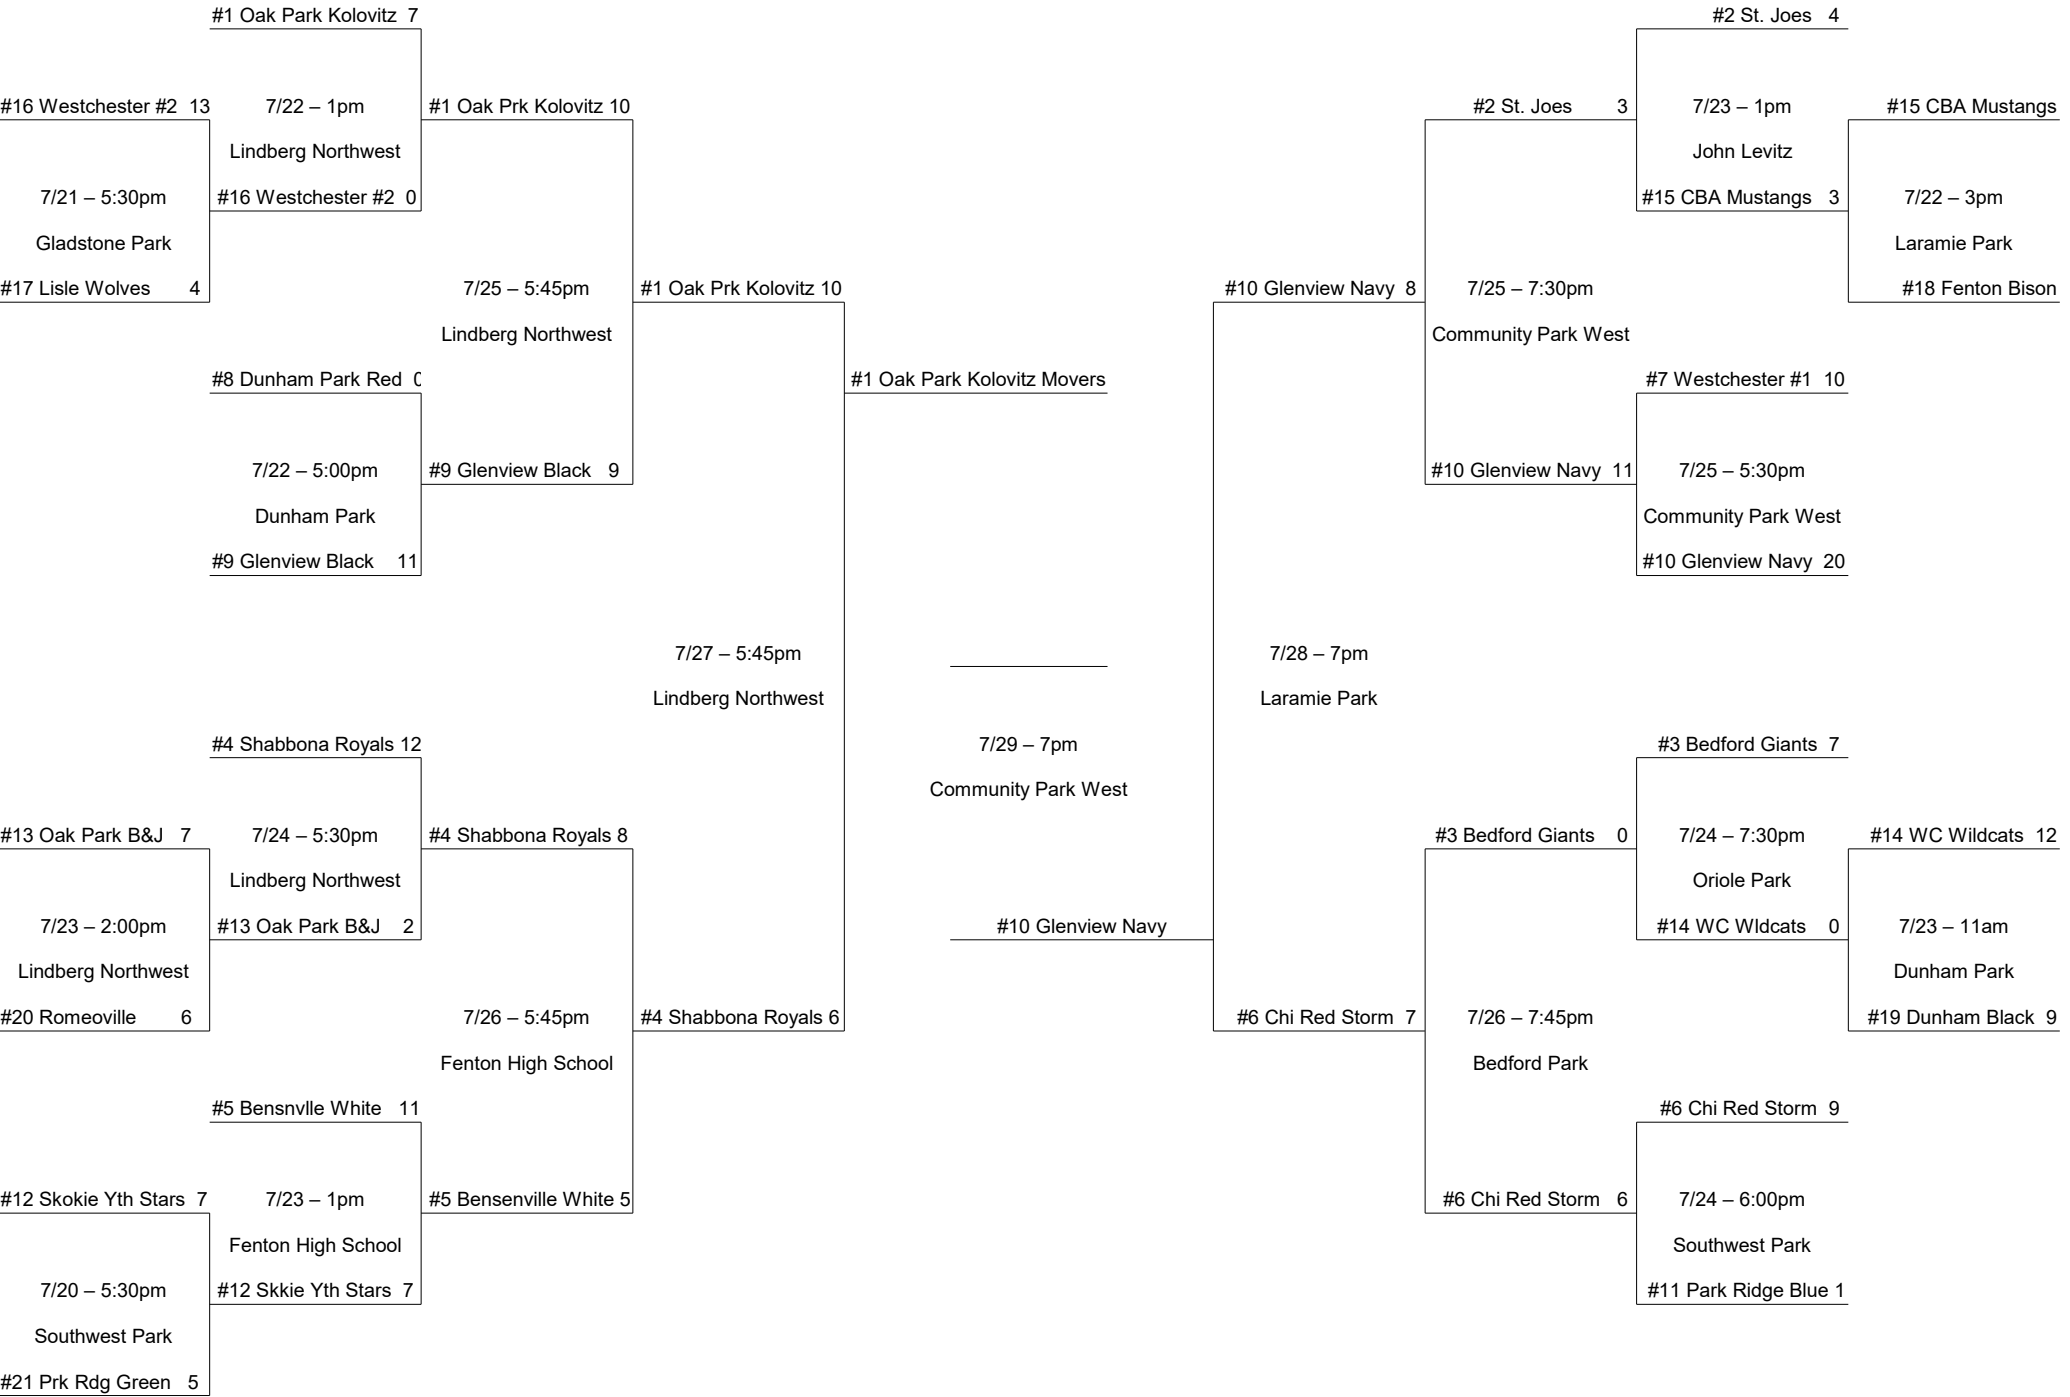 #1 Oak Park Kolovitz 7
#2 St. Joes 4
#16 Westchester #2 13
7/22 – 1pm
#1 Oak Prk Kolovitz 10
#2 St. Joes 3
7/23 – 1pm
#15 CBA Mustangs
Lindberg Northwest
John Levitz
7/21 – 5:30pm
#16 Westchester #2 0
#15 CBA Mustangs 3
7/22 – 3pm
Gladstone Park
Laramie Park
#17 Lisle Wolves 4
7/25 – 5:45pm
#1 Oak Prk Kolovitz 10
#10 Glenview Navy 8
7/25 – 7:30pm
#18 Fenton Bison
Lindberg Northwest
Community Park West
#8 Dunham Park Red 0
#1 Oak Park Kolovitz Movers
#7 Westchester #1 10
7/22 – 5:00pm
#9 Glenview Black 9
#10 Glenview Navy 11
7/25 – 5:30pm
Dunham Park
Community Park West
#9 Glenview Black 11
#10 Glenview Navy 20
7/27 – 5:45pm
7/28 – 7pm
Lindberg Northwest
Laramie Park
#4 Shabbona Royals 12
7/29 – 7pm
#3 Bedford Giants 7
Community Park West
#13 Oak Park B&J 7
7/24 – 5:30pm
#4 Shabbona Royals 8
#3 Bedford Giants 0
7/24 – 7:30pm
#14 WC Wildcats 12
Lindberg Northwest
Oriole Park
7/23 – 2:00pm
#13 Oak Park B&J 2
#10 Glenview Navy
#14 WC Wldcats 0
7/23 – 11am
Lindberg Northwest
Dunham Park
#20 Romeoville 6
7/26 – 5:45pm
#4 Shabbona Royals 6
#6 Chi Red Storm 7
7/26 – 7:45pm
#19 Dunham Black 9
Fenton High School
Bedford Park
#5 Bensnvlle White 11
#6 Chi Red Storm 9
#12 Skokie Yth Stars 7
7/23 – 1pm
#5 Bensenville White 5
#6 Chi Red Storm 6
7/24 – 6:00pm
Fenton High School
Southwest Park
7/20 – 5:30pm
#12 Skkie Yth Stars 7
#11 Park Ridge Blue 1
Southwest Park
#21 Prk Rdg Green 5